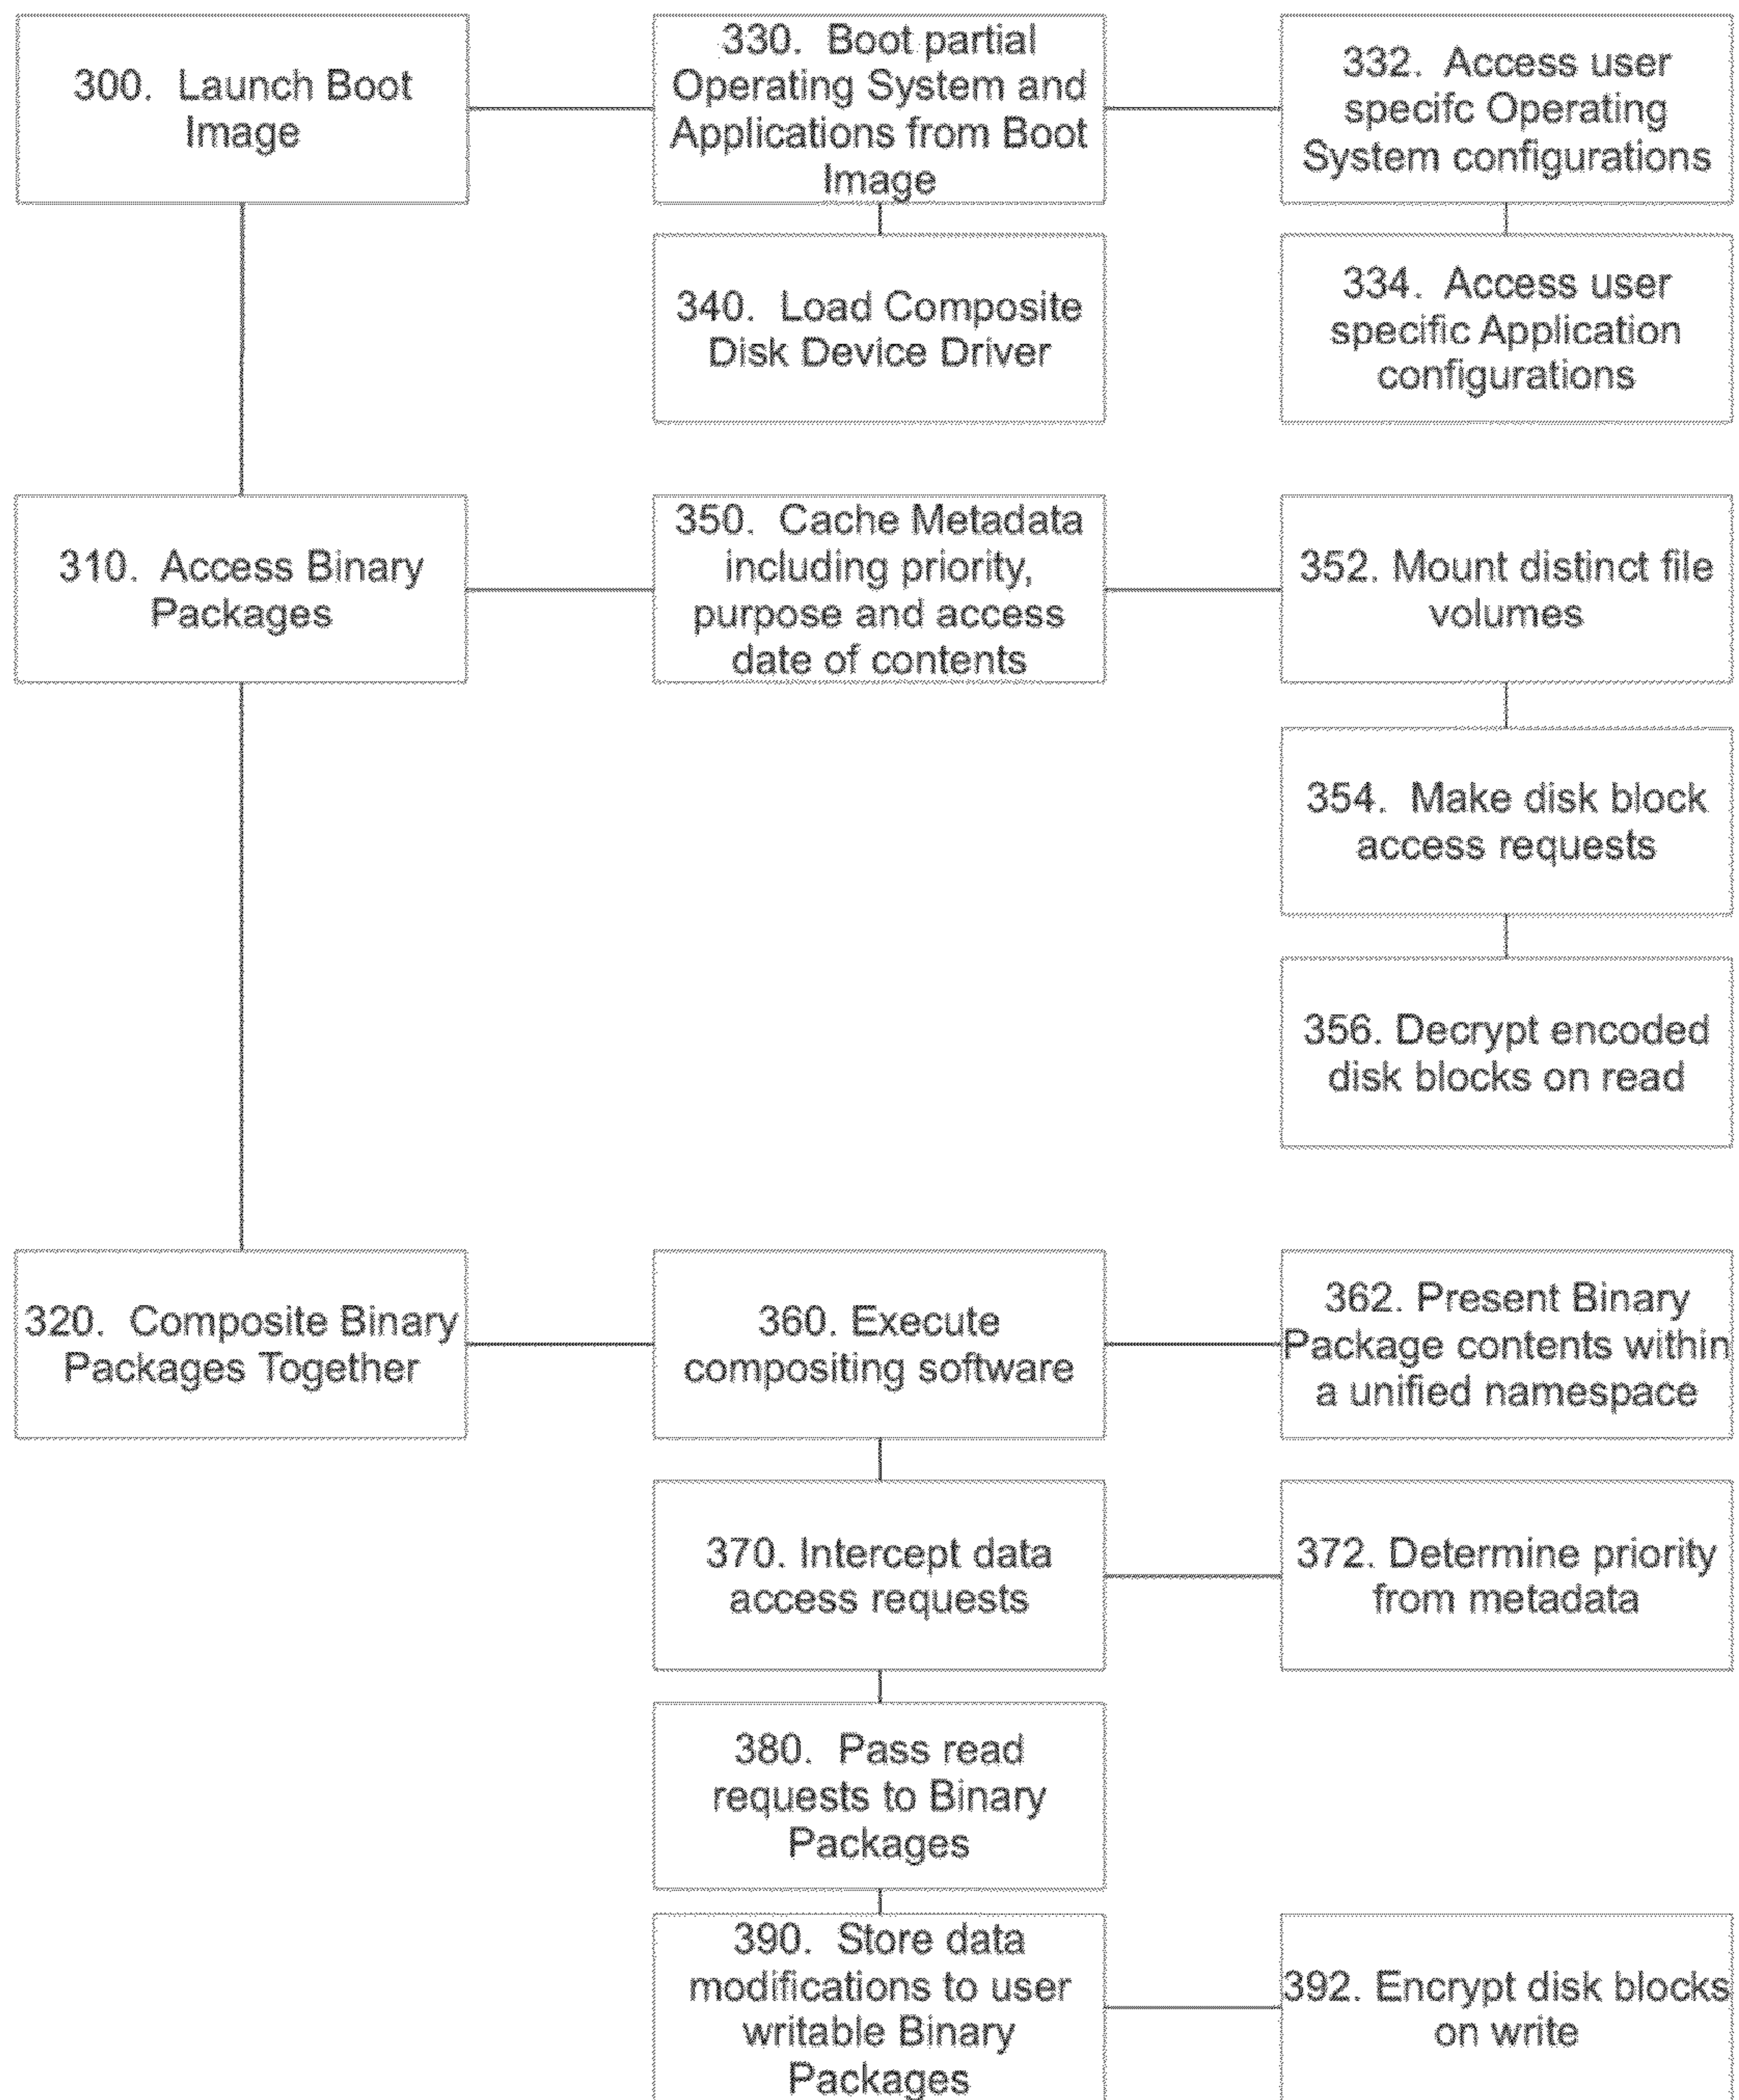 300. Launch Boot
Image
330. Boot partial
Operating System and
Applications from Boot
Image
332. Access user
specifc Operating
System configurations
340. Load Composite
Disk Device Driver
334. Access user
specific Application
configurations
310. Access Binary
Packages
350. Cache Metadata
including priority,
purpose and access
date of contents
352. Mount distinct file
volumes
354. Make disk block
access requests
356. Decrypt encoded
disk blocks on read
320. Composite Binary
Packages Together
360. Execute
compositing software
362. Present Binary
Package contents within
a unified namespace
370. Intercept data
access requests
372. Determine priority
from metadata
380. Pass read
requests to Binary
Packages
390. Store data
modifications to user
writable Binary
Packages
392. Encrypt disk blocks
on write